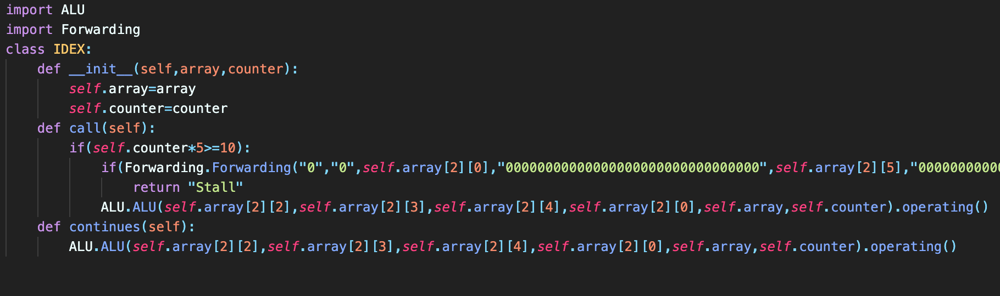 import ALU
import Forwarding
class IDEX:
    def __init__(self,array,counter):
        self.array=array
        self.counter=counter
    def call(self):
        if(self.counter*5>=10):
            if(Forwarding.Forwarding("0","0",self.array[2][0],"00000000000000000000000000000000",self.array[2][5],"00000000000
                return "Stall"
            ALU.ALU(self.array[2][2],self.array[2][3],self.array[2][4],self.array[2][0],self.array,self.counter).operating()
    def continues(self):
        ALU.ALU(self.array[2][2],self.array[2][3],self.array[2][4],self.array[2][0],self.array,self.counter).operating()